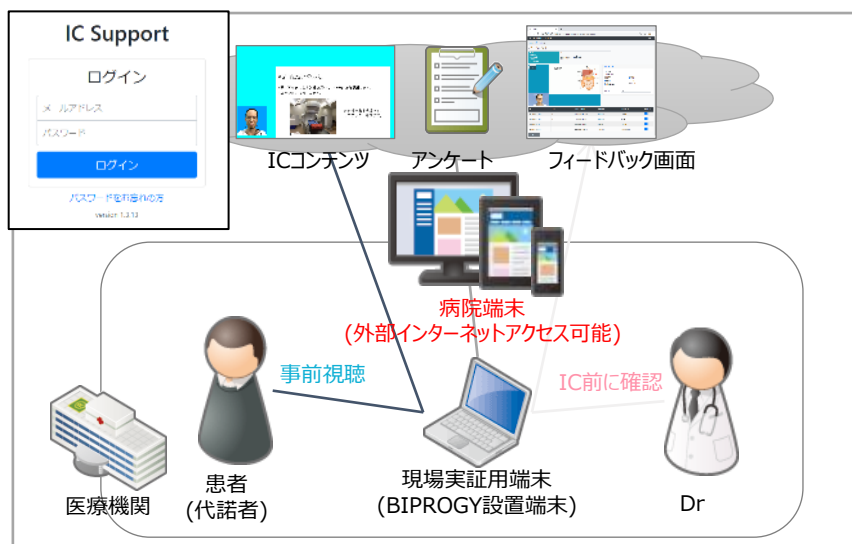 IC Support
ログイン
メールアドレス
パスワード
ログイン
パスワードをお忘れの方
version 1.3.13
ICコンテンツ
アンケート
フィードバック画面
病院端末
(外部インターネットアクセス可能)
事前視聴
IC前に確認
医療機関
患者
(代諾者)
現場実証用端末
(BIPROGY設置端末)
Dr